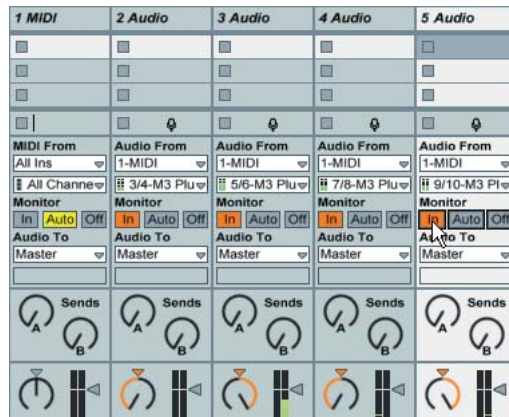 1 MIDI 2 Audio 3 Audio 4 Audio 5 Audio
MIDI From Audio From Audio From Audio From Audio From
All Ins 1-MIDI 1-MIDI 1-MIDI 1-MIDI
All Channe 3/4-M3 Plu 5/6-M3 Plu 7/8-M3 Plu 9/10-M3 Pl
Monitor Monitor Monitor Monitor Monitor
In Auto Off In Auto Off In Auto Off In Auto Off In Auto Off
Audio To Audio To Audio To Audio To Audio To
Master Master Master Master Master
Sends Sends Sends Sends Sends
A B A B A B A B A B